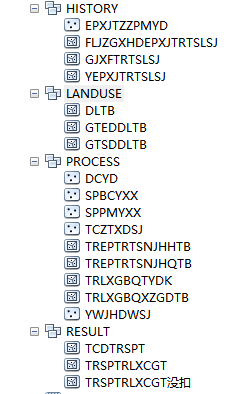 HISTORY
EPXJTZZPMYD
FLJZGXHDEPXJTRTSLSJ
GJXFTRTSLSJ
YEPXJTRTSLSJ
LANDUSE
DLTB
GTEDDLTB
GTSDDLTB
PROCESS
DCYD
SPBCYXX
SPPMYXX
TCZTXDSJ
TREPTRTSNJHHTB
TREPTRTSNJHQTB
TRLXGBQTYDK
TRLXGBQXZGDTB
YWJHDWSJ
RESULT
TCDTRSPT
TRSPTRLXCGT
TRSPTRLXCGT没扣